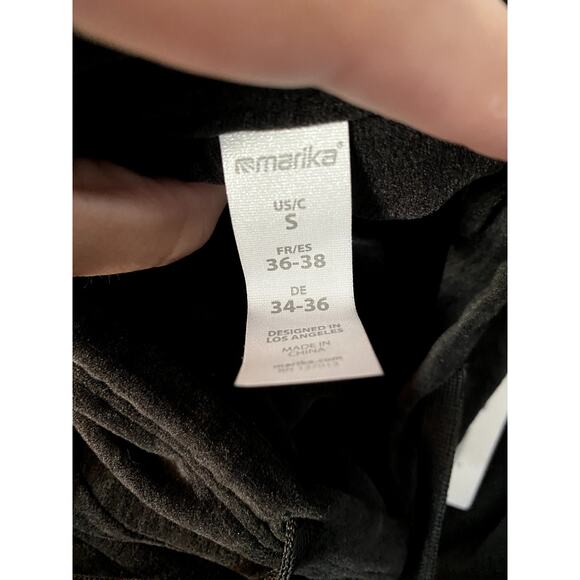 marika®
US/C
S
FR/ES
36-38
DE
34-36
DESIGNED IN
LOS ANGELES
MADE IN
CHINA
marika.com